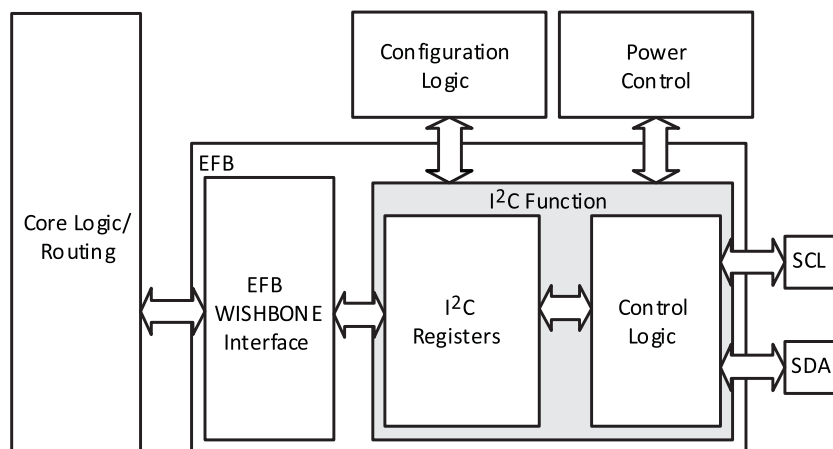 Configuration
Logic
Power
Control
EFB
Core Logic/
Routing
EFB
WISHBONE
Interface
I²C Function
I²C
Registers
Control
Logic
SCL
SDA